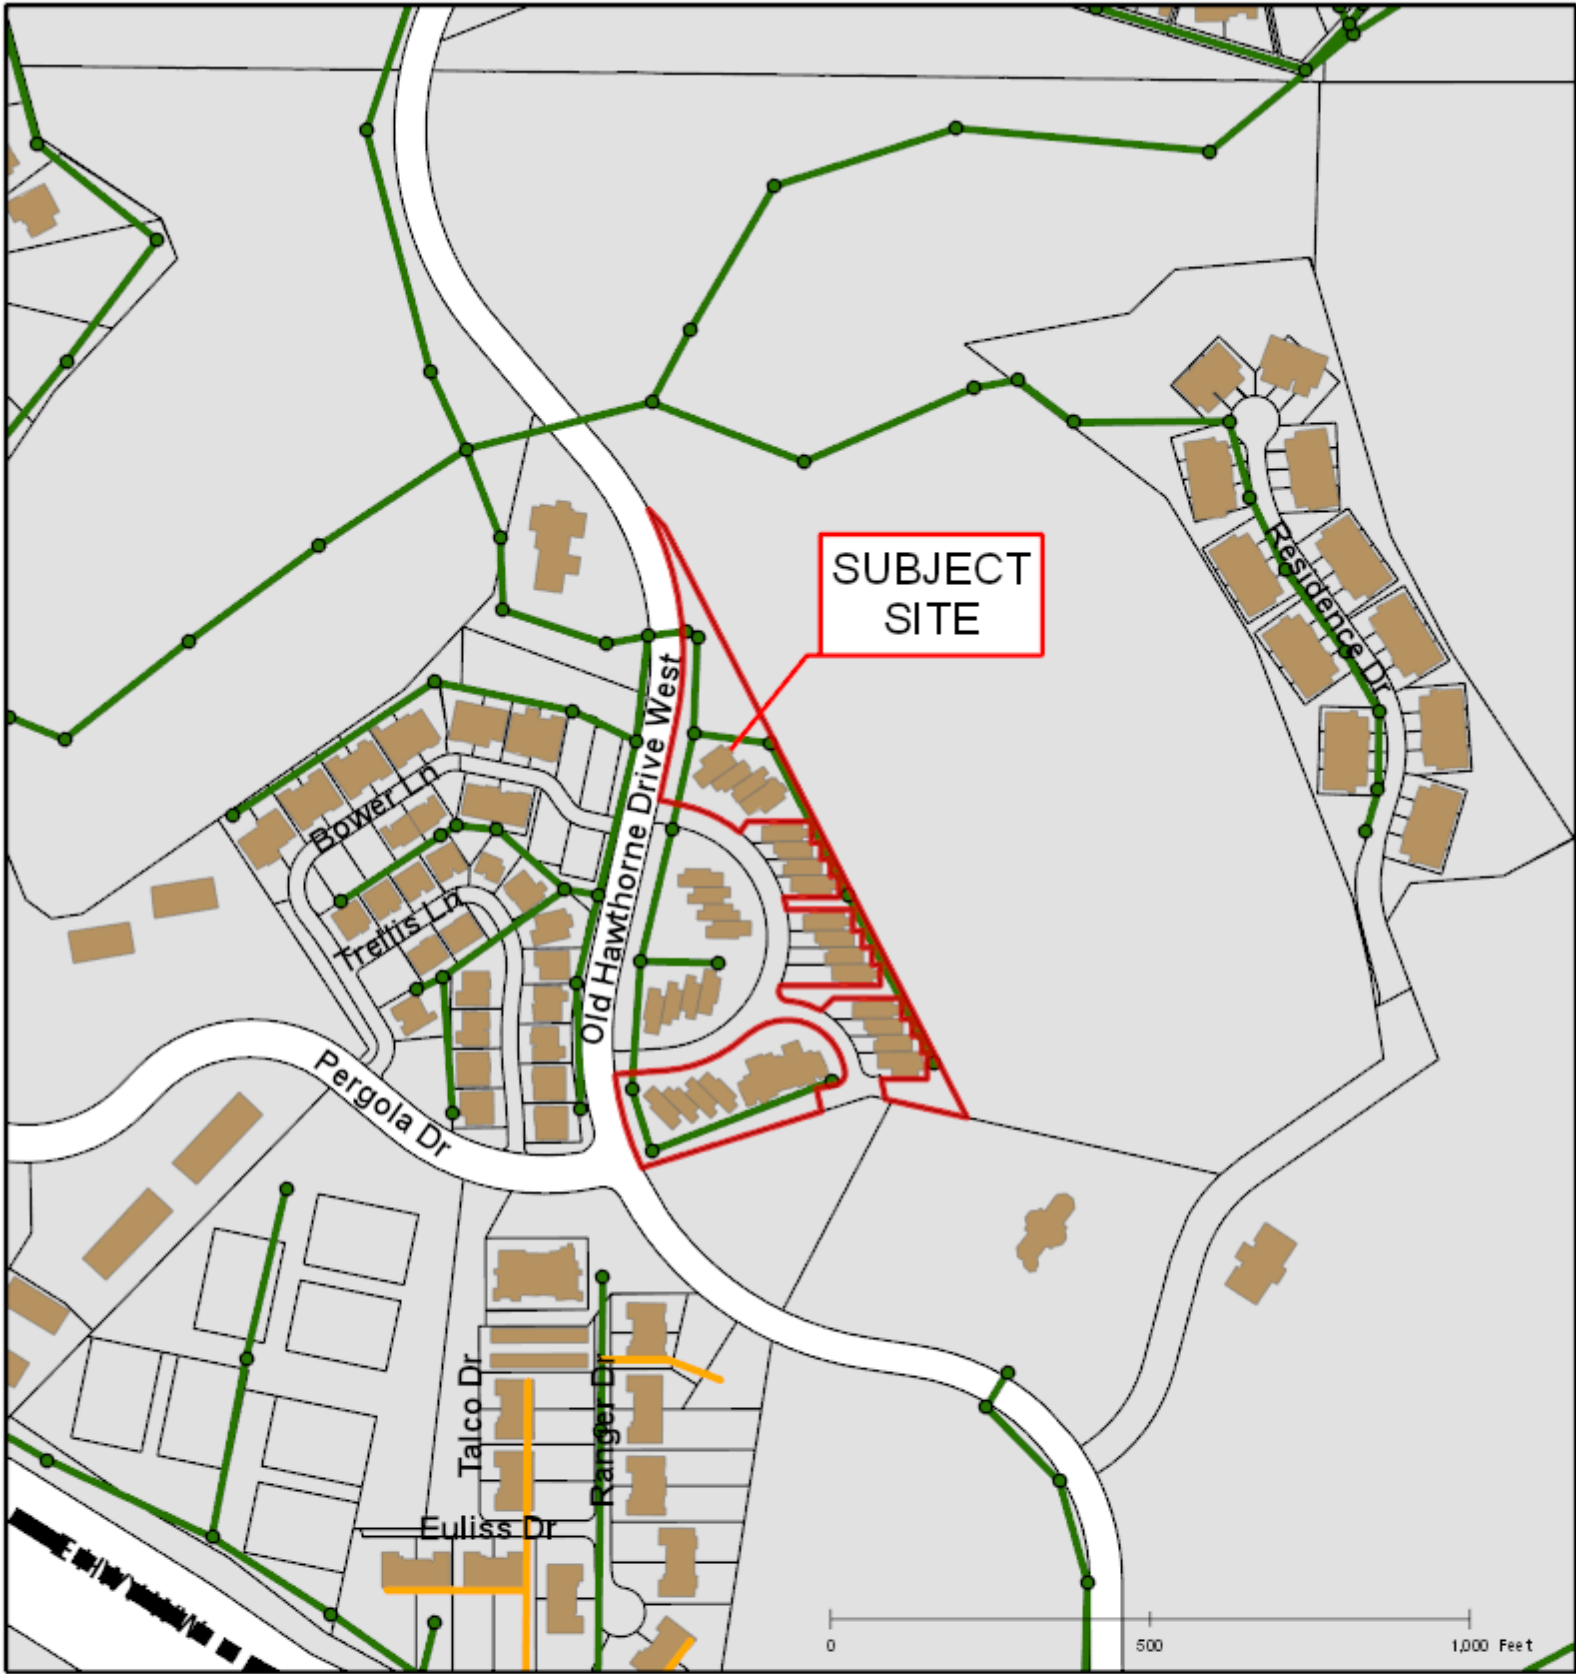 SUBJECT
SITE
Residence Dr
Old Hawthorne Drive West
Bower Ln
Trellis Ln
Pergola Dr
Talco Dr
Ranger Dr
Euliss Dr
0 500 1,000 Feet